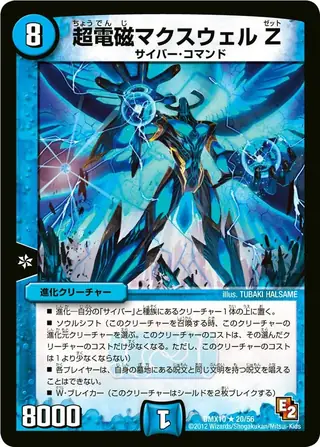 8
ちょうでんじ ゼット
超電磁マクスウェル Z
サイバー・コマンド
進化クリーチャー
illus. TUBAKI HALSAME
■ 進化-自分の「サイバー」と種族にあるクリーチャー1体の上に置く。
■ ソウルシフト(このクリーチャーを召喚する時、このクリーチャー
の進化元クリーチャーを選ぶ。このクリーチャーのコストは、その選んだク
リーチャーのコストだけ少なくなる。ただし、このクリーチャーのコスト
は1より少なくならない)
■ 各プレイヤーは、自身の墓地にある呪文と同じ文明を持つ呪文を唱える
ことはできない。
■ W・ブレイカー(このクリーチャーはシールドを2枚ブレイクする)
E2
8000
1
DMX10 ★ 20/56
©2012 Wizards/Shogakukan/Mitsui-Kids